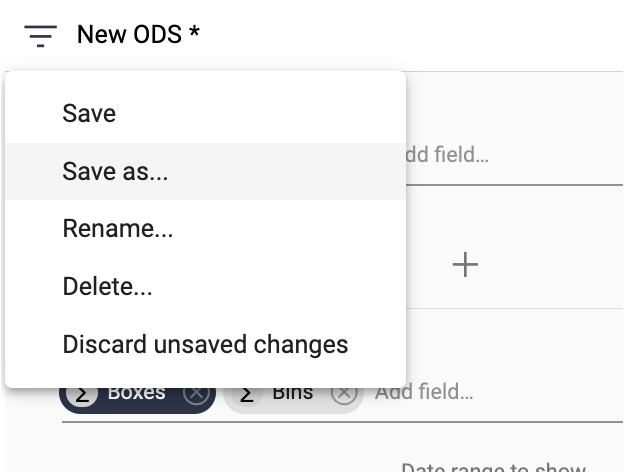 New ODS *
Save
dd field...
Save as...
Rename...
Delete...
Discard unsaved changes
Σ Boxes Σ Bins Add field...
Date range to show